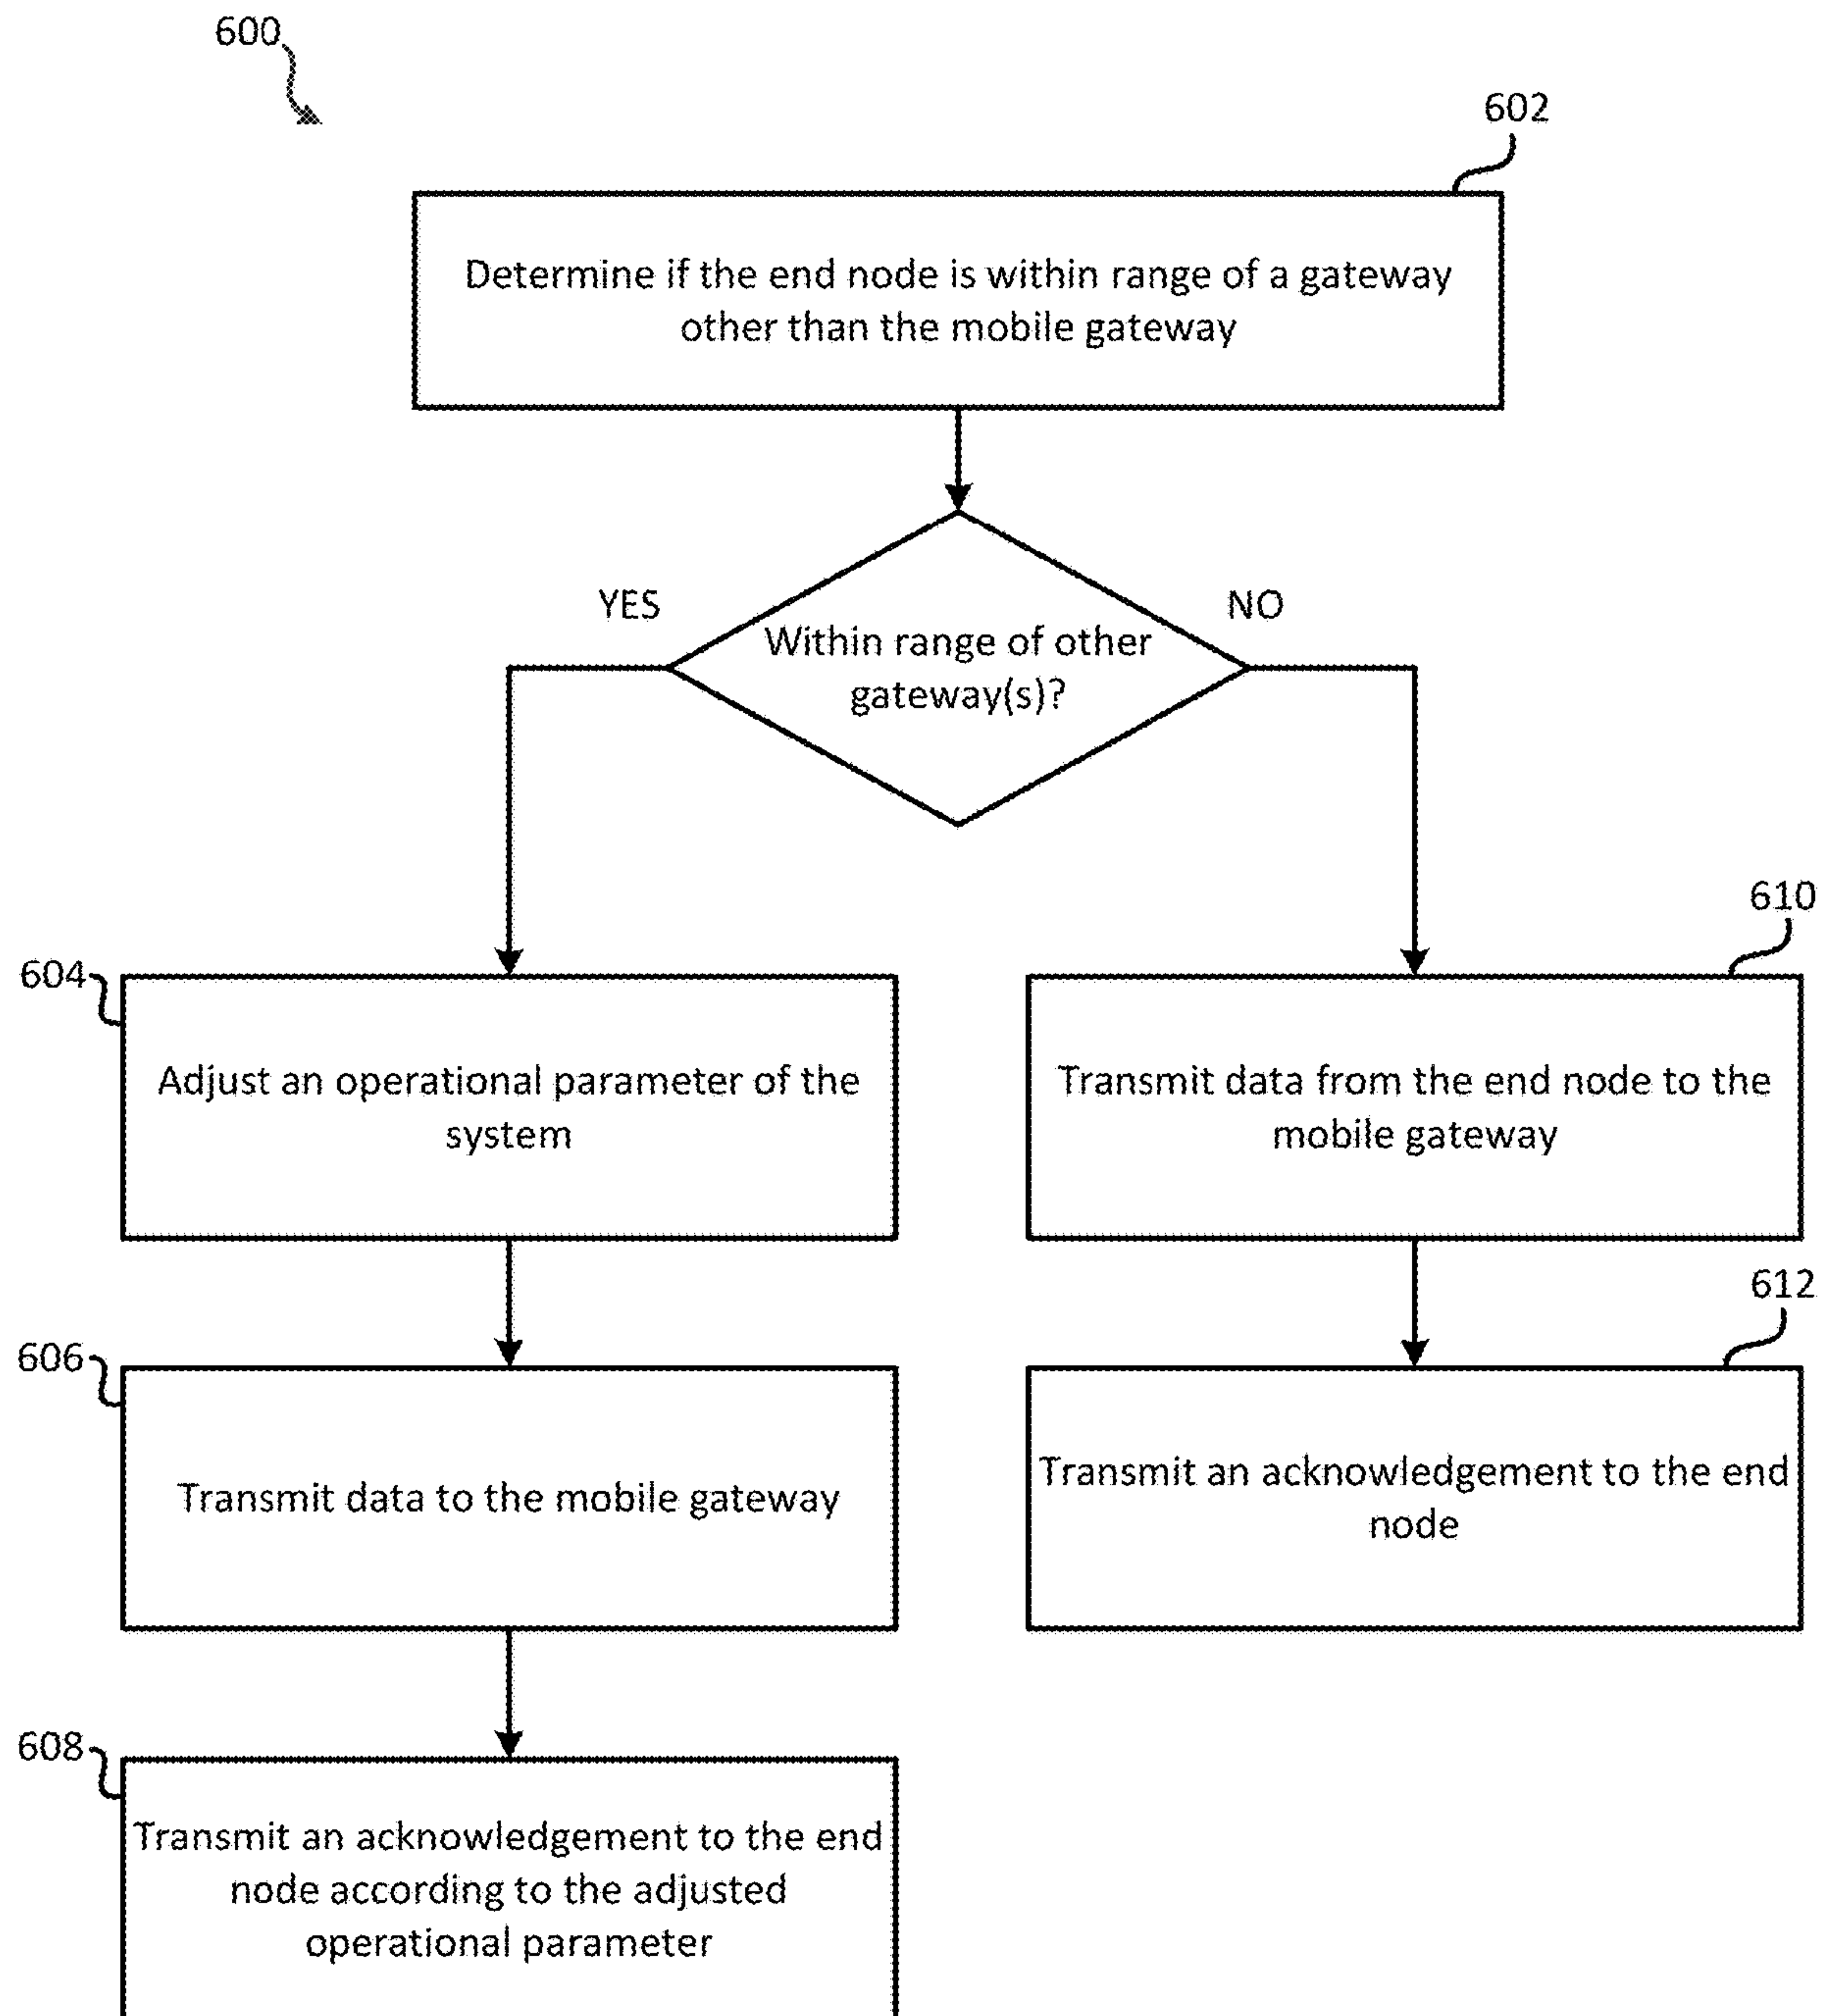 600
602
Determine if the end node is within range of a gateway
other than the mobile gateway
YES
NO
Within range of other
gateway(s)?
610
604
Adjust an operational parameter of the
system
Transmit data from the end node to the
mobile gateway
612
606
Transmit data to the mobile gateway
Transmit an acknowledgement to the end
node
608
Transmit an acknowledgement to the end
node according to the adjusted
operational parameter